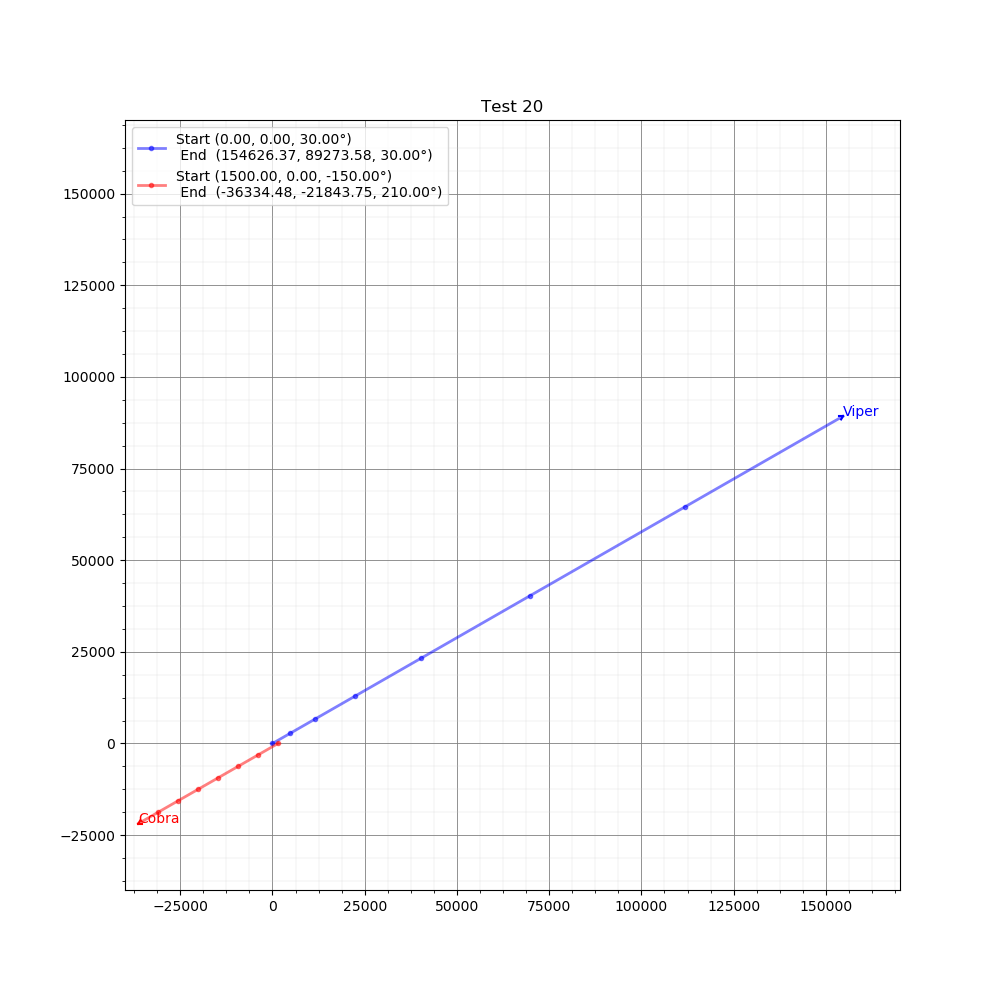 Test 20
Start (0.00, 0.00, 30.00°)
End (154626.37, 89273.58, 30.00°)
Start (1500.00, 0.00, -150.00°)
End (-36334.48, -21843.75, 210.00°)
150000
125000
100000
75000
50000
25000
0
−25000
Viper
Cobra
−25000 0 25000 50000 75000 100000 125000 150000